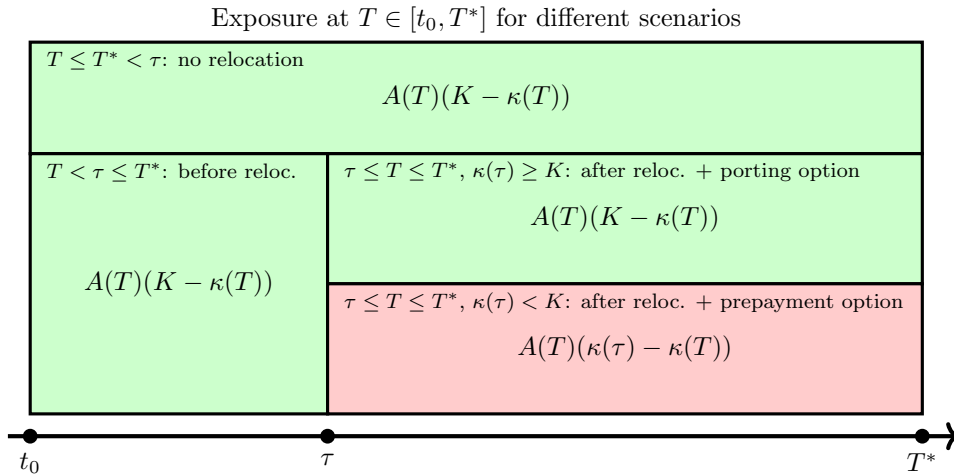 Exposure at T ∈ [t₀, T*] for different scenarios
T ≤ T* < τ: no relocation
A(T)(K − κ(T))
T < τ ≤ T*: before reloc.
τ ≤ T ≤ T*, κ(τ) ≥ K: after reloc. + porting option
A(T)(K − κ(T))
A(T)(K − κ(T))
τ ≤ T ≤ T*, κ(τ) < K: after reloc. + prepayment option
A(T)(κ(τ) − κ(T))
t₀
τ
T*